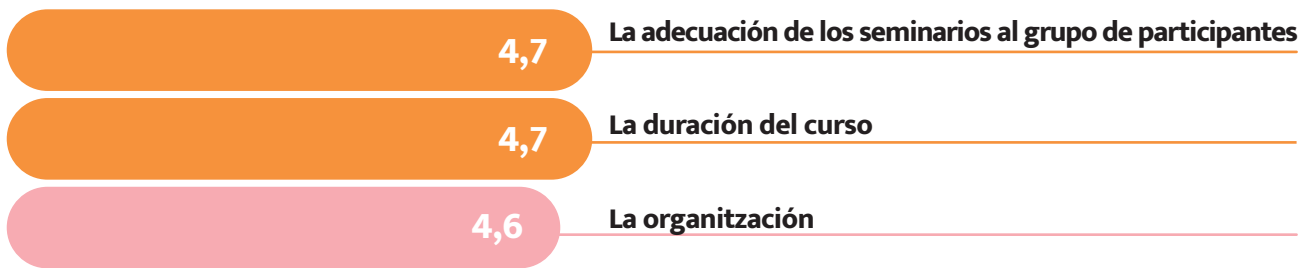 4,7 La adecuación de los seminarios al grupo de participantes
4,7 La duración del curso
4,6 La organitzación